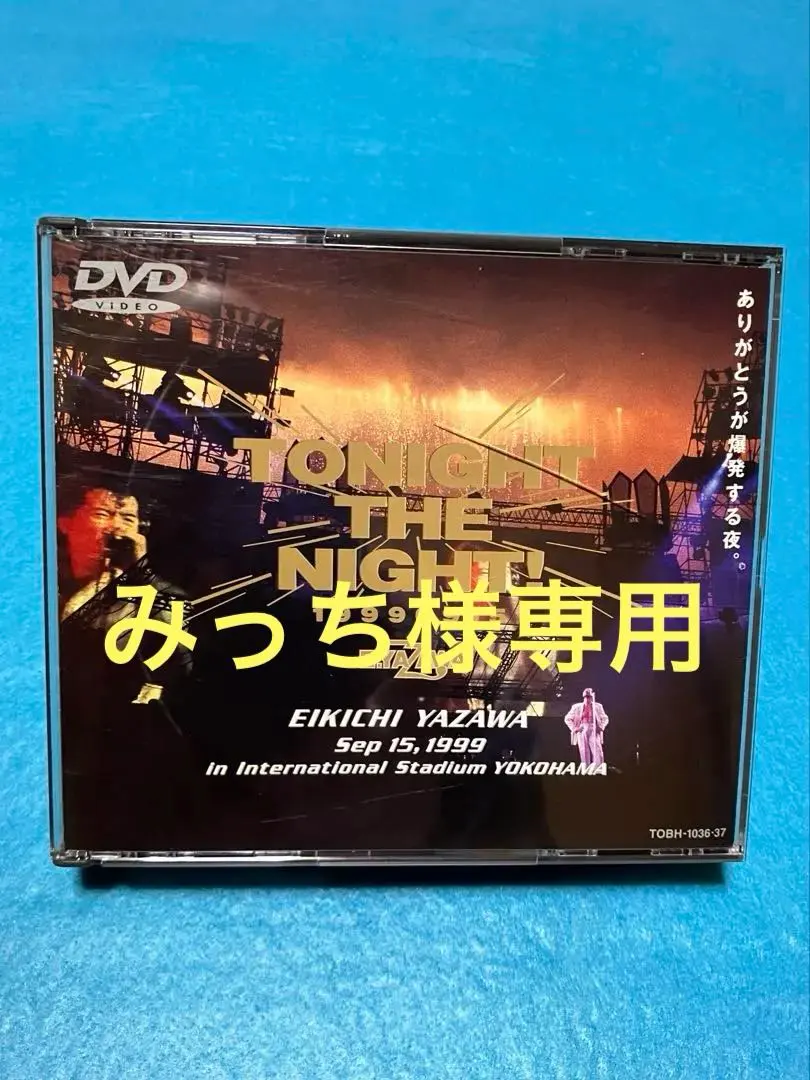 DVD
VIDEO
ありがとうが爆発する夜。
TONIGHT
THE
NIGHT!
みっち様専用
EIKICHI YAZAWA
Sep 15, 1999
in International Stadium YOKOHAMA
TOBH-1036·37